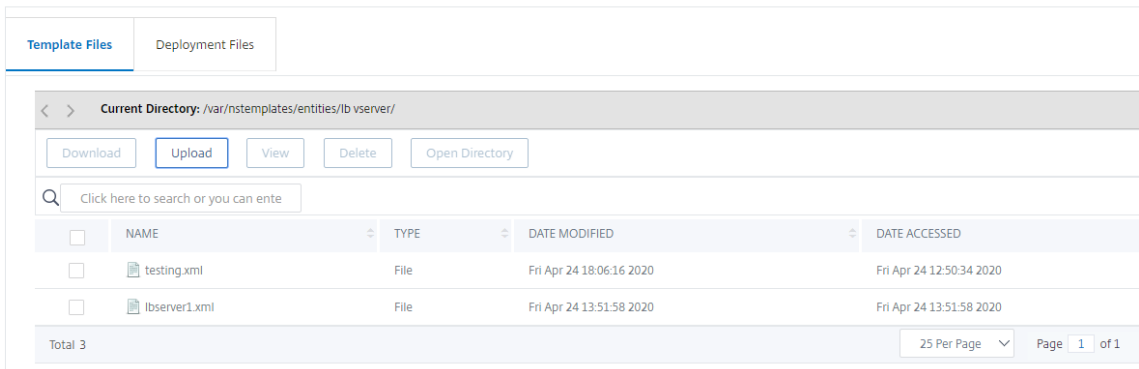 Template Files Deployment Files
Current Directory: /var/nstemplates/entities/lb vserver/
Download Upload View Delete Open Directory
Click here to search or you can ente
NAME TYPE DATE MODIFIED DATE ACCESSED
testing.xml File Fri Apr 24 18:06:16 2020 Fri Apr 24 12:50:34 2020
lbserver1.xml File Fri Apr 24 13:51:58 2020 Fri Apr 24 13:51:58 2020
Total 3 25 Per Page Page 1 of 1